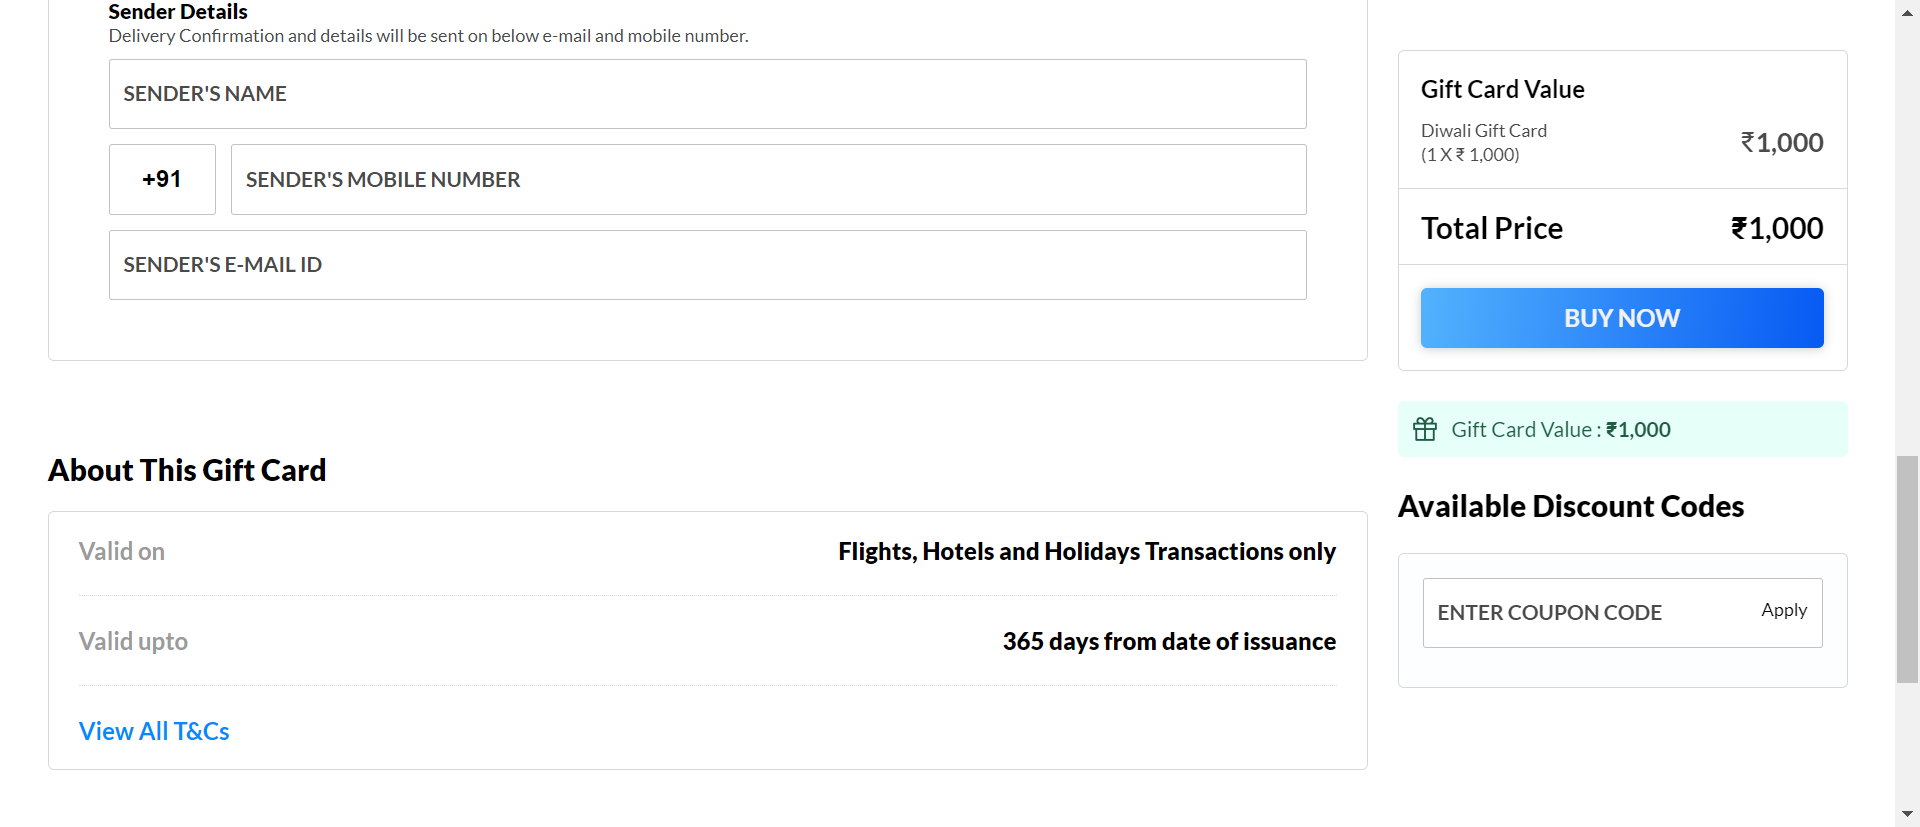 Sender Details
Delivery Confirmation and details will be sent on below e-mail and mobile number.
SENDER'S NAME
+91 SENDER'S MOBILE NUMBER
SENDER'S E-MAIL ID
About This Gift Card
Valid on Flights, Hotels and Holidays Transactions only
Valid upto 365 days from date of issuance
View All T&Cs
Gift Card Value
Diwali Gift Card
(1 X ₹ 1,000) ₹1,000
Total Price ₹1,000
BUY NOW
Gift Card Value : ₹1,000
Available Discount Codes
ENTER COUPON CODE Apply